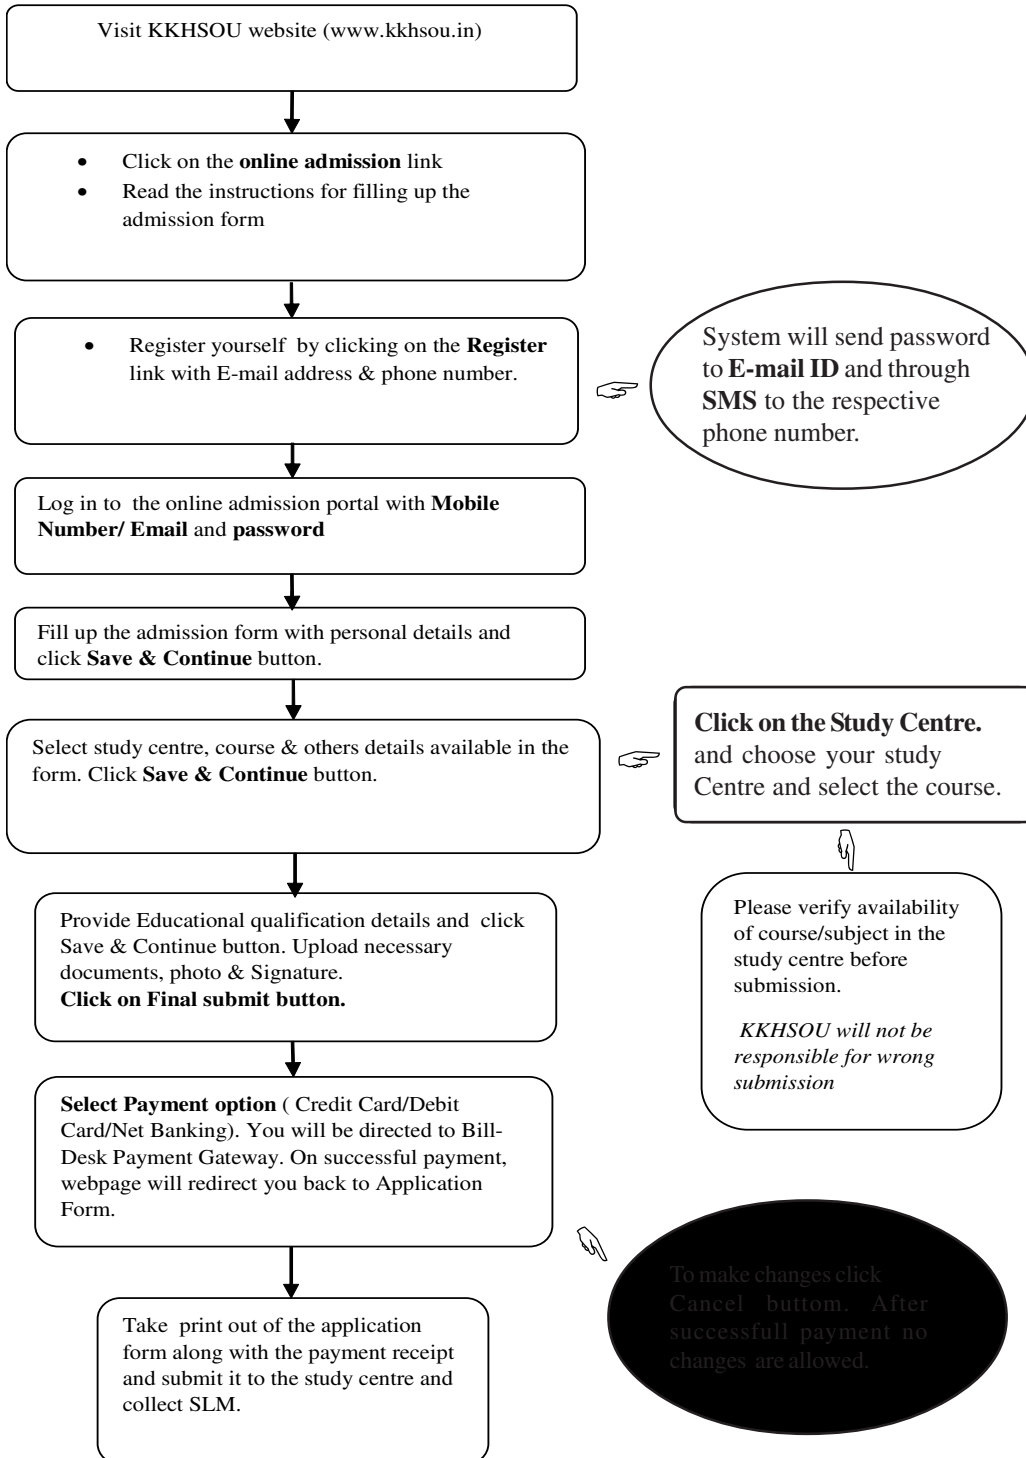 Visit KKHSOU website (www.kkhsou.in)
• Click on the online admission link
• Read the instructions for filling up the
admission form
• Register yourself by clicking on the Register
link with E-mail address & phone number.
System will send password
to E-mail ID and through
SMS to the respective
phone number.
Log in to the online admission portal with Mobile
Number/ Email and password
Fill up the admission form with personal details and
click Save & Continue button.
Select study centre, course & others details available in the
form. Click Save & Continue button.
Click on the Study Centre.
and choose your study
Centre and select the course.
Please verify availability
of course/subject in the
study centre before
submission.
KKHSOU will not be
responsible for wrong
submission
Provide Educational qualification details and click
Save & Continue button. Upload necessary
documents, photo & Signature.
Click on Final submit button.
Select Payment option ( Credit Card/Debit
Card/Net Banking). You will be directed to Bill-
Desk Payment Gateway. On successful payment,
webpage will redirect you back to Application
Form.
To make changes click
Cancel buttom. After
successfull payment no
changes are allowed.
Take print out of the application
form along with the payment receipt
and submit it to the study centre and
collect SLM.